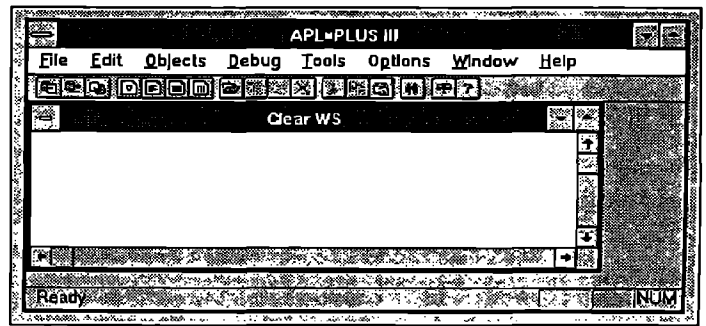 APL★PLUS III
File Edit Objects Debug Tools Options Window Help
Clear WS
Ready NUM